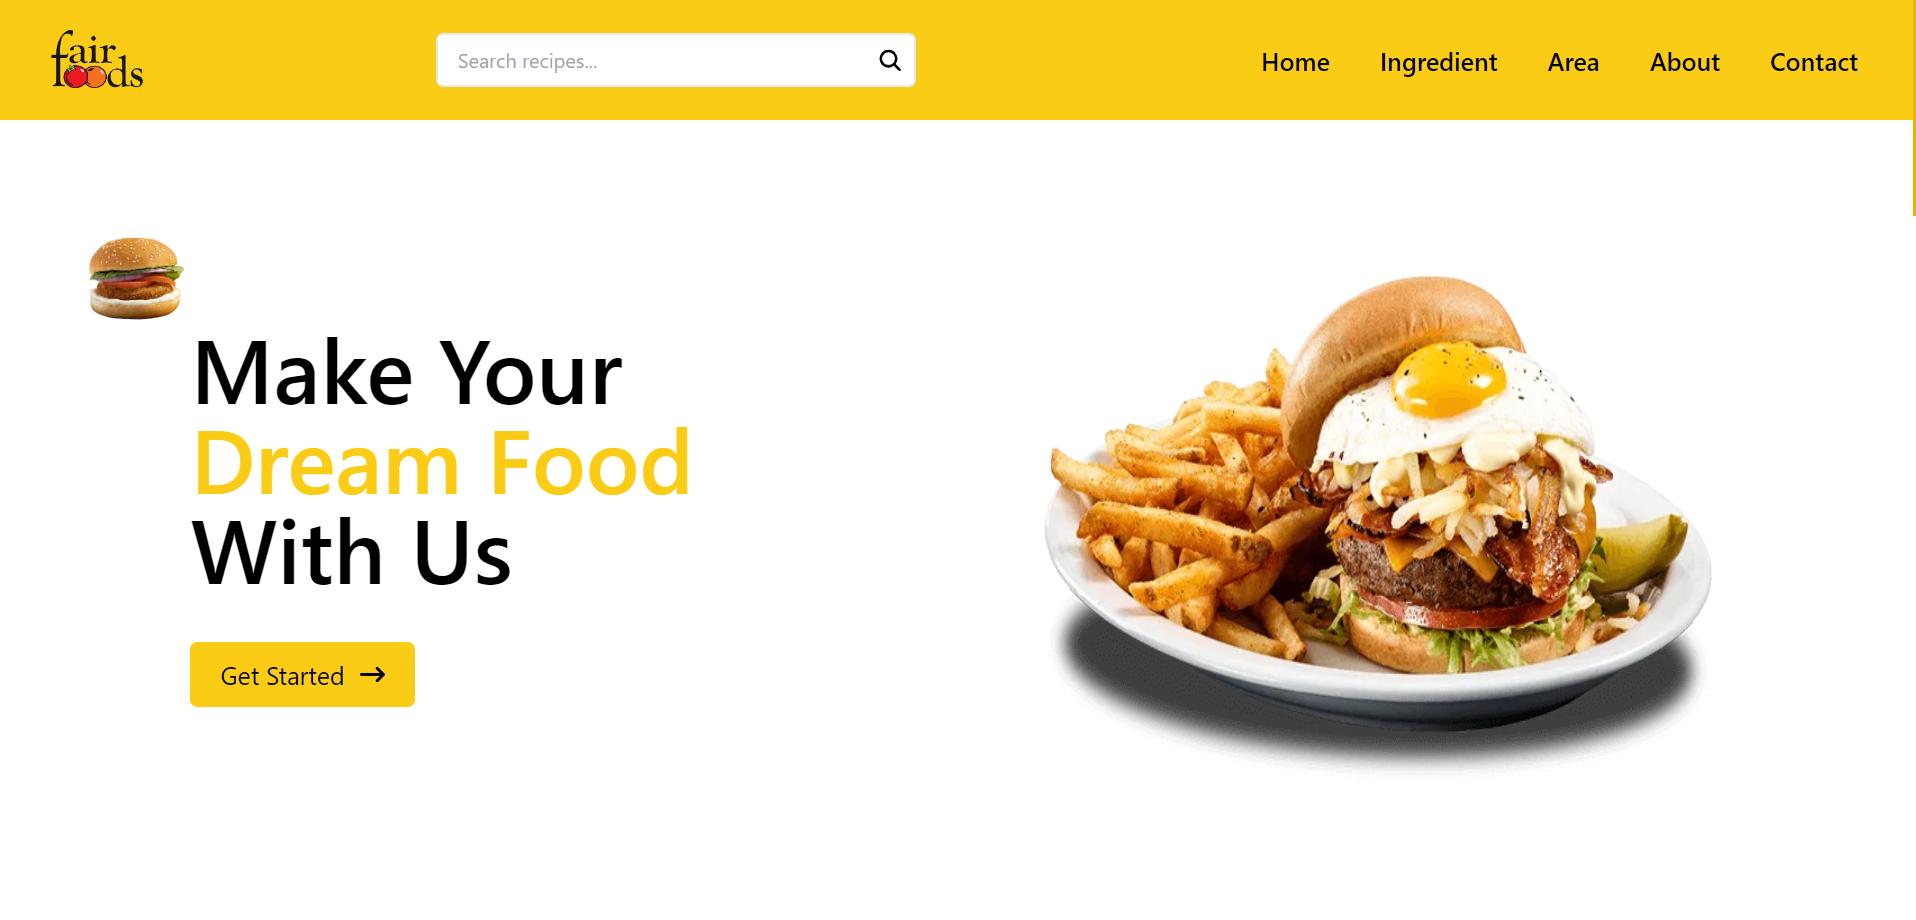 fair
foods
Search recipes...
Home
Ingredient
Area
About
Contact
Make Your
Dream Food
With Us
Get Started